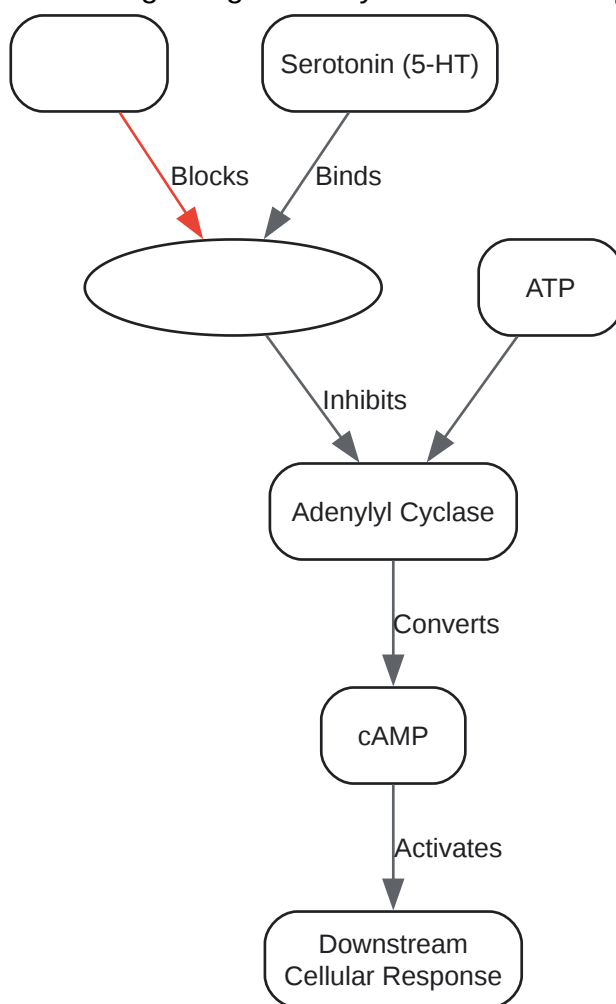 Serotonin (5-HT)
Blocks
Binds
ATP
Inhibits
Adenylyl Cyclase
Converts
cAMP
Activates
Downstream
Cellular Response